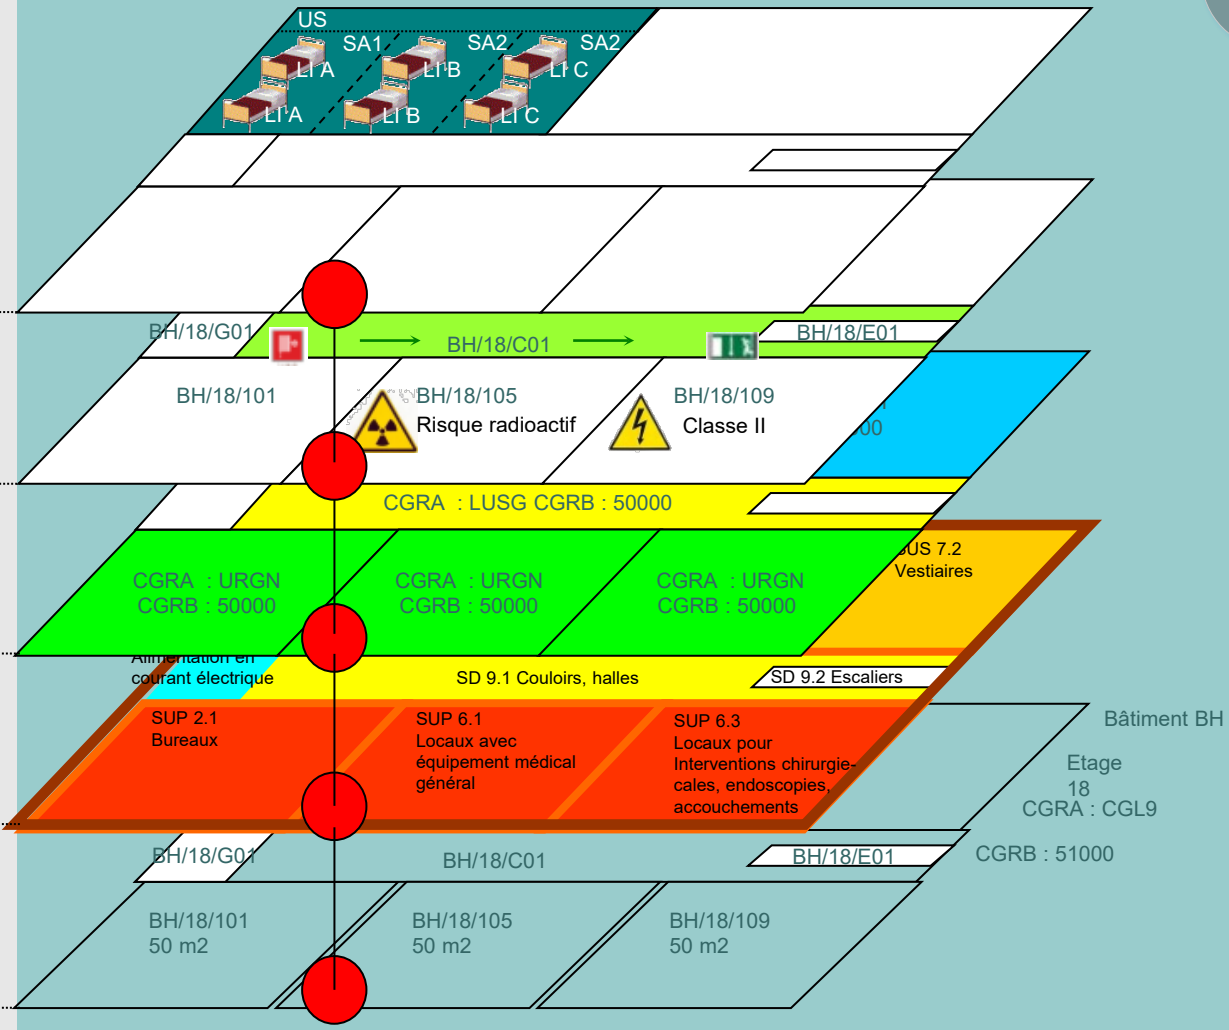 US
SA1
SA2
SA2
LI A
LI B
LI C
LI A
LI B
LI C
BH/18/G01
BH/18/C01
BH/18/E01
BH/18/101
BH/18/105
Risque radioactif
BH/18/109
Classe II
00
CGRA : LUSG CGRB : 50000
CGRA : URGN
CGRB : 50000
CGRA : URGN
CGRB : 50000
CGRA : URGN
CGRB : 50000
SUS 7.2
Vestiaires
Alimentation en
courant électrique
SD 9.1 Couloirs, halles
SD 9.2 Escaliers
SUP 2.1
Bureaux
SUP 6.1
Locaux avec
équipement médical
général
SUP 6.3
Locaux pour
Interventions chirurgie-
cales, endoscopies,
accouchements
Bâtiment BH
Etage
18
CGRA : CGL9
CGRB : 51000
BH/18/G01
BH/18/C01
BH/18/E01
BH/18/101
50 m2
BH/18/105
50 m2
BH/18/109
50 m2